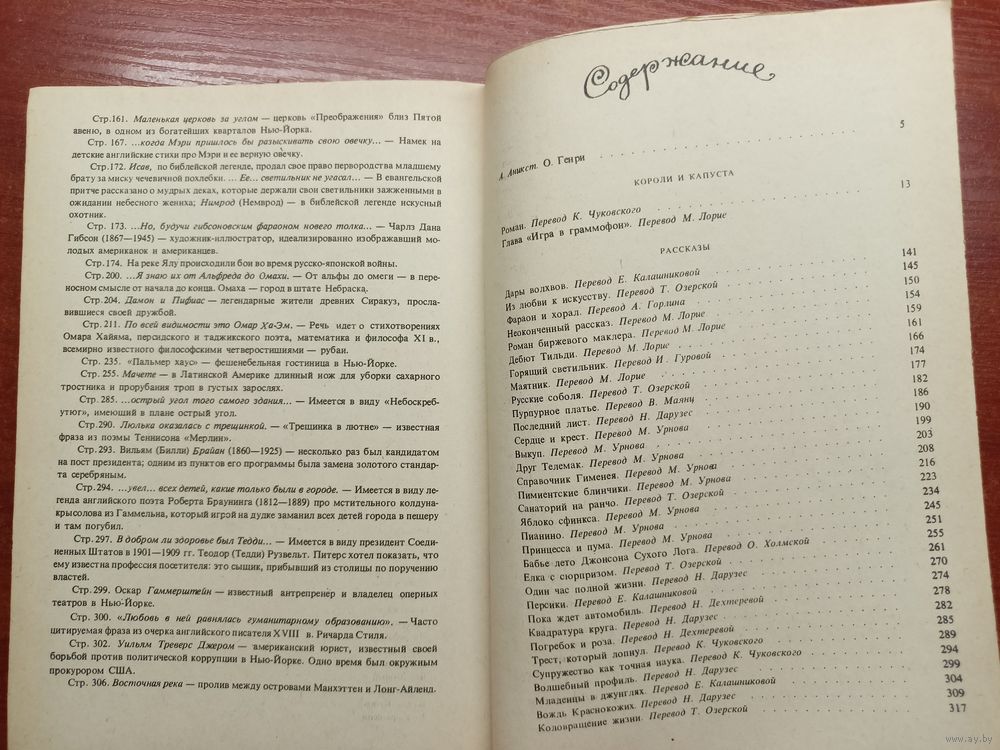 Стр.161. Маленькая церковь за углом — церковь «Преображения» близ Пятой
авеню, в одном из богатейших кварталов Нью-Йорка.
Стр. 167. ...когда Мэри пришлось бы разыскивать свою овечку... — Намек на
детские английские стихи про Мэри и ее верную овечку.
Стр.172. Исав, по библейской легенде, продал свое право первородства младшему
брату за миску чечевичной похлебки. ... Ее... светильник не угасал... — В евангельской
притче рассказано о мудрых девах, которые держали свои светильники зажженными в
ожидании небесного жениха; Нимрод (Немврод) — в библейской легенде искусный
охотник.
Стр. 173. ...Но, будучи гибсоновским фараоном нового толка... — Чарлз Дана
Гибсон (1867—1945) — художник-иллюстратор, идеализированно изображавший мо-
лодых американок и американцев.
Стр. 174. На реке Ялу происходили бои во время русско-японской войны.
Стр. 200. ...Я знаю их от Альфреда до Омахи. — От альфы до омеги — в пе-
реносном смысле от начала до конца. Омаха — город в штате Небраска.
Стр.204. Дамон и Пифиас — легендарные жители древних Сиракуз, просла-
вившиеся своей дружбой.
Стр. 211. По всей видимости это Омар Ха-Эм. — Речь идет о стихотворениях
Омара Хайяма, персидского и таджикского поэта, математика и философа XI в.,
всемирно известного философскими четверостишиями — рубаи.
Стр. 235. «Пальмер хаус» — фешенебельная гостиница в Нью-Йорке.
Стр. 255. Мачете — в Латинской Америке длинный нож для уборки сахарного
тростника и прорубания троп в густых зарослях.
Стр. 285. ...острый угол того самого здания... — Имеется в виду «Небоскреб-
утюг», имеющий в плане острый угол.
Стр.290. Люлька оказалась с трещинкой. — «Трещинка в лютне» — известная
фраза из поэмы Теннисона «Мерлин».
Стр.293. Вильям (Билли) Брайан (1860—1925) — несколько раз был кандидатом
на пост президента; одним из пунктов его программы была замена золотого стандар-
та серебряным.
Стр.294. ...увел... всех детей, какие только были в городе. — Имеется в виду ле-
генда английского поэта Роберта Браунинга (1812—1889) про мстительного колдуна-
крысолова из Гаммельна, который игрой на дудке заманил всех детей города в пещеру
и там погубил.
Стр. 297. В добром ли здоровье был Тедди... — Имеется в виду президент Соеди-
ненных Штатов в 1901—1909 гг. Теодор (Тедди) Рузвельт. Питерс хотел показать, что
ему известна профессия посетителя: это сыщик, прибывший из столицы по поручению
властей.
Стр. 299. Оскар Гаммерштейн — известный антрепренёр и владелец оперных
театров в Нью-Йорке.
Стр. 300. «Любовь в ней равнялась гуманитарному образованию». — Часто
цитируемая фраза из очерка английского писателя XVIII в. Ричарда Стиля.
Стр. 302. Уильям Треверс Джером — американский юрист, известный своей
борьбой против политической коррупции в Нью-Йорке. Одно время был окружным
прокурором США.
Стр. 306. Восточная река — пролив между островами Манхэттен и Лонг-Айленд.
Содержание
А. Аникст. О. Генри 5
КОРОЛИ И КАПУСТА
Роман. Перевод К. Чуковского 13
Глава «Игра в граммофон». Перевод М. Лорие
РАССКАЗЫ
Дары волхвов. Перевод Е. Калашниковой 141
Из любви к искусству. Перевод Т. Озерской 145
Фараон и хорал. Перевод А. Горлина 150
Неоконченный рассказ. Перевод М. Лорие 154
Роман биржевого маклера. Перевод М. Лорие 159
Дебют Тильди. Перевод М. Лорие 161
Горящий светильник. Перевод И. Гуровой 166
Маятник. Перевод М. Лорие 174
Русские соболя. Перевод Т. Озерской 177
Пурпурное платье. Перевод В. Маянц 182
Последний лист. Перевод Н. Дарузес 186
Сердце и крест. Перевод М. Урнова 190
Выкуп. Перевод М. Урнова 199
Друг Телемак. Перевод М. Урнова 203
Справочник Гименея. Перевод М. Урнова 208
Пимиентские блинчики. Перевод М. Урнова 216
Санаторий на ранчо. Перевод Т. Озерской 223
Яблоко сфинкса. Перевод М. Урнова 234
Пианино. Перевод М. Урнова 245
Принцесса и пума. Перевод М. Урнова 251
Бабье лето Джонсона Сухого Лога. Перевод О. Холмской 255
Елка с сюрпризом. Перевод Т. Озерской 261
Один час полной жизни. Перевод Н. Дарузес 270
Персики. Перевод Е. Калашниковой 274
Пока ждет автомобиль. Перевод Н. Дехтеревой 278
Квадратура круга. Перевод Н. Дарузес 282
Погребок и роза. Перевод Н. Дехтеревой 285
Трест, который лопнул. Перевод К. Чуковского 289
Супружество как точная наука. Перевод К. Чуковского 294
Волшебный профиль. Перевод Н. Дарузес 299
Младенцы в джунглях. Перевод Е. Калашниковой 304
Вождь Краснокожих. Перевод Н. Дарузес 309
Коловращение жизни. Перевод Т. Озерской 317
www.ay.by